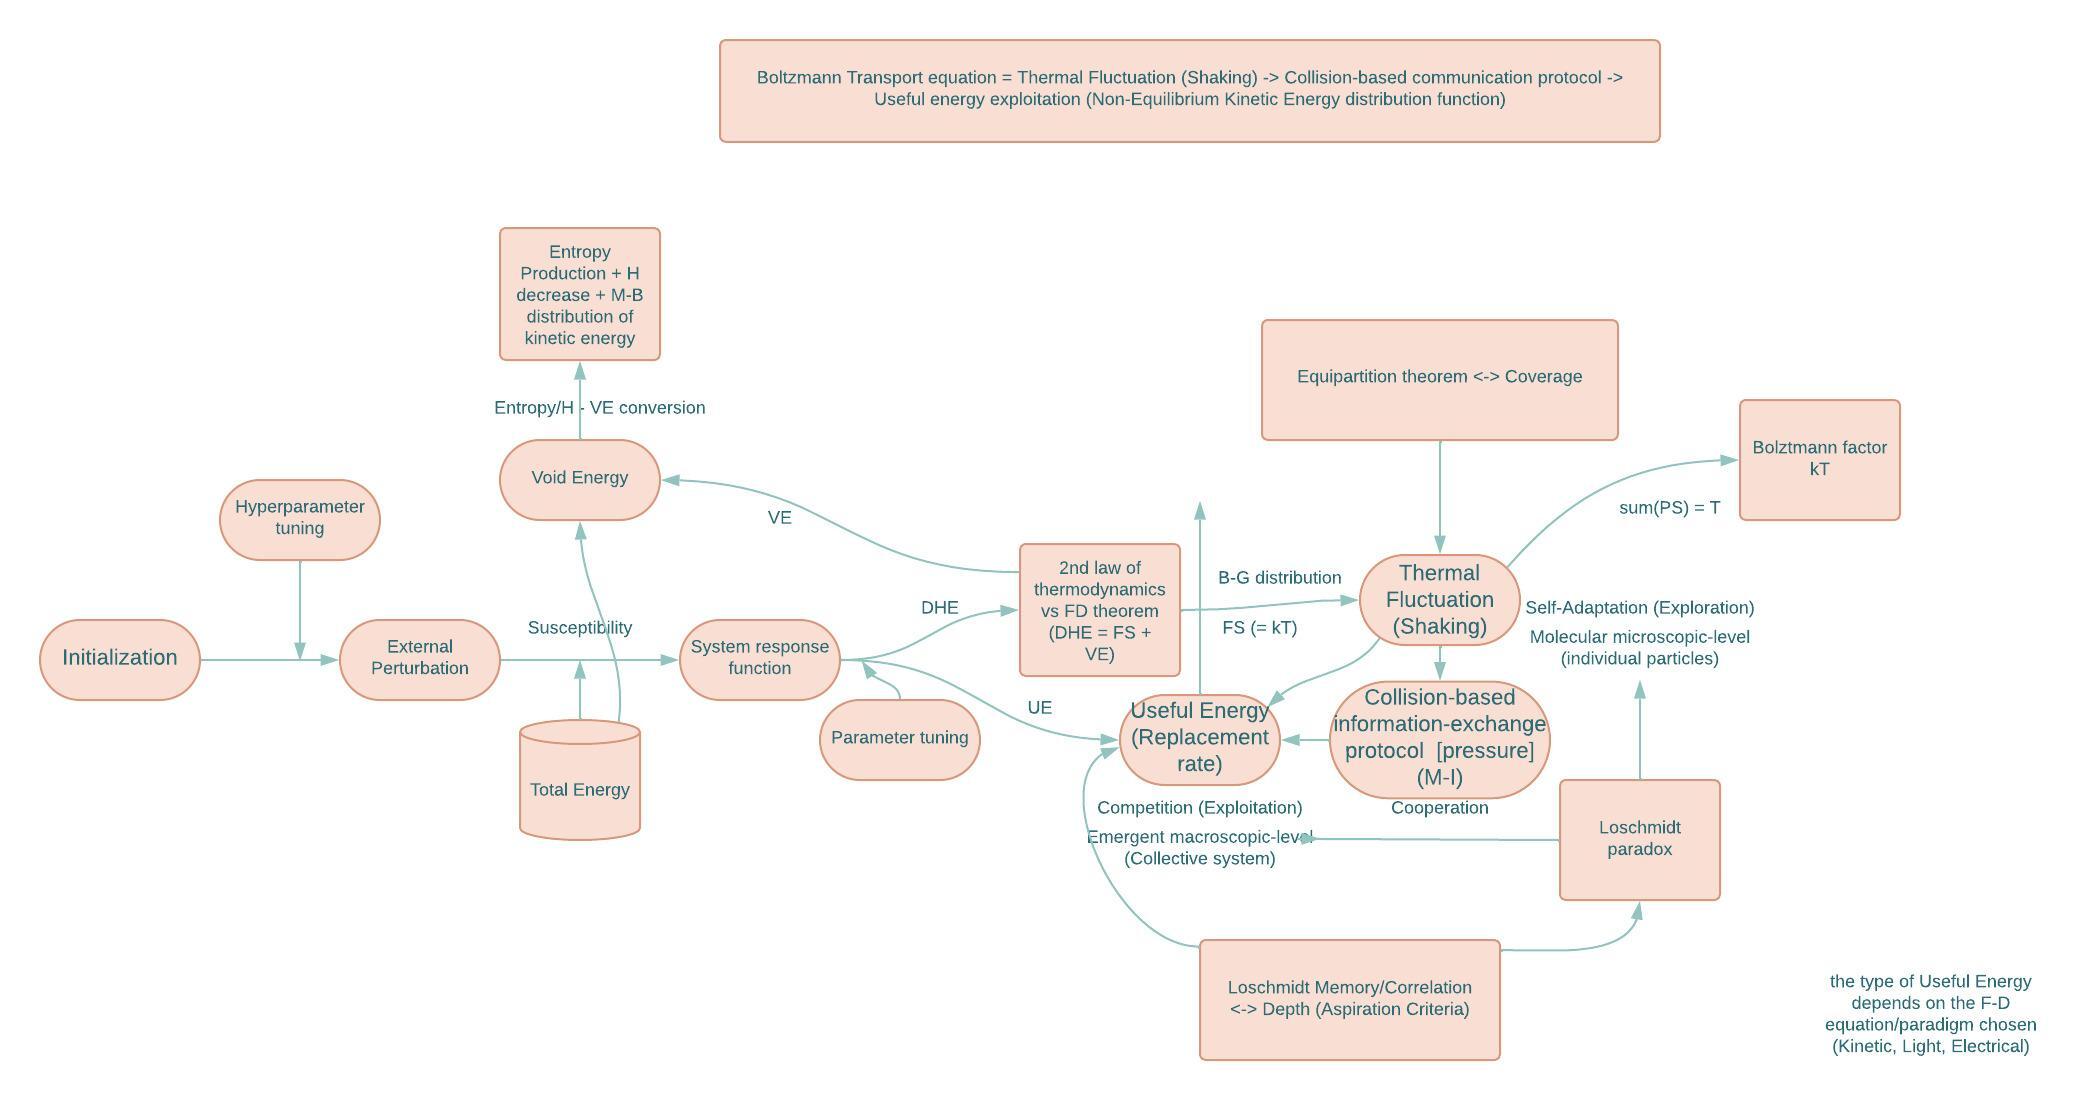 Boltzmann Transport equation = Thermal Fluctuation (Shaking) -> Collision-based communication protocol ->
Useful energy exploitation (Non-Equilibrium Kinetic Energy distribution function)
Entropy
Production + H
decrease + M-B
distribution of
kinetic energy
Entropy/H - VE conversion
Void Energy
VE
Hyperparameter
tuning
Initialization
External
Perturbation
Susceptibility
Total Energy
System response
function
Parameter tuning
DHE
UE
2nd law of
thermodynamics
vs FD theorem
(DHE = FS +
VE)
B-G distribution
FS (= kT)
Equipartition theorem <-> Coverage
Thermal
Fluctuation
(Shaking)
sum(PS) = T
Bolztmann factor
kT
Self-Adaptation (Exploration)
Molecular microscopic-level
(individual particles)
Useful Energy
(Replacement
rate)
Collision-based
information-exchange
protocol  [pressure]
(M-I)
Competition (Exploitation)
Emergent macroscopic-level
(Collective system)
Cooperation
Loschmidt
paradox
Loschmidt Memory/Correlation
<-> Depth (Aspiration Criteria)
the type of Useful Energy
depends on the F-D
equation/paradigm chosen
(Kinetic, Light, Electrical)